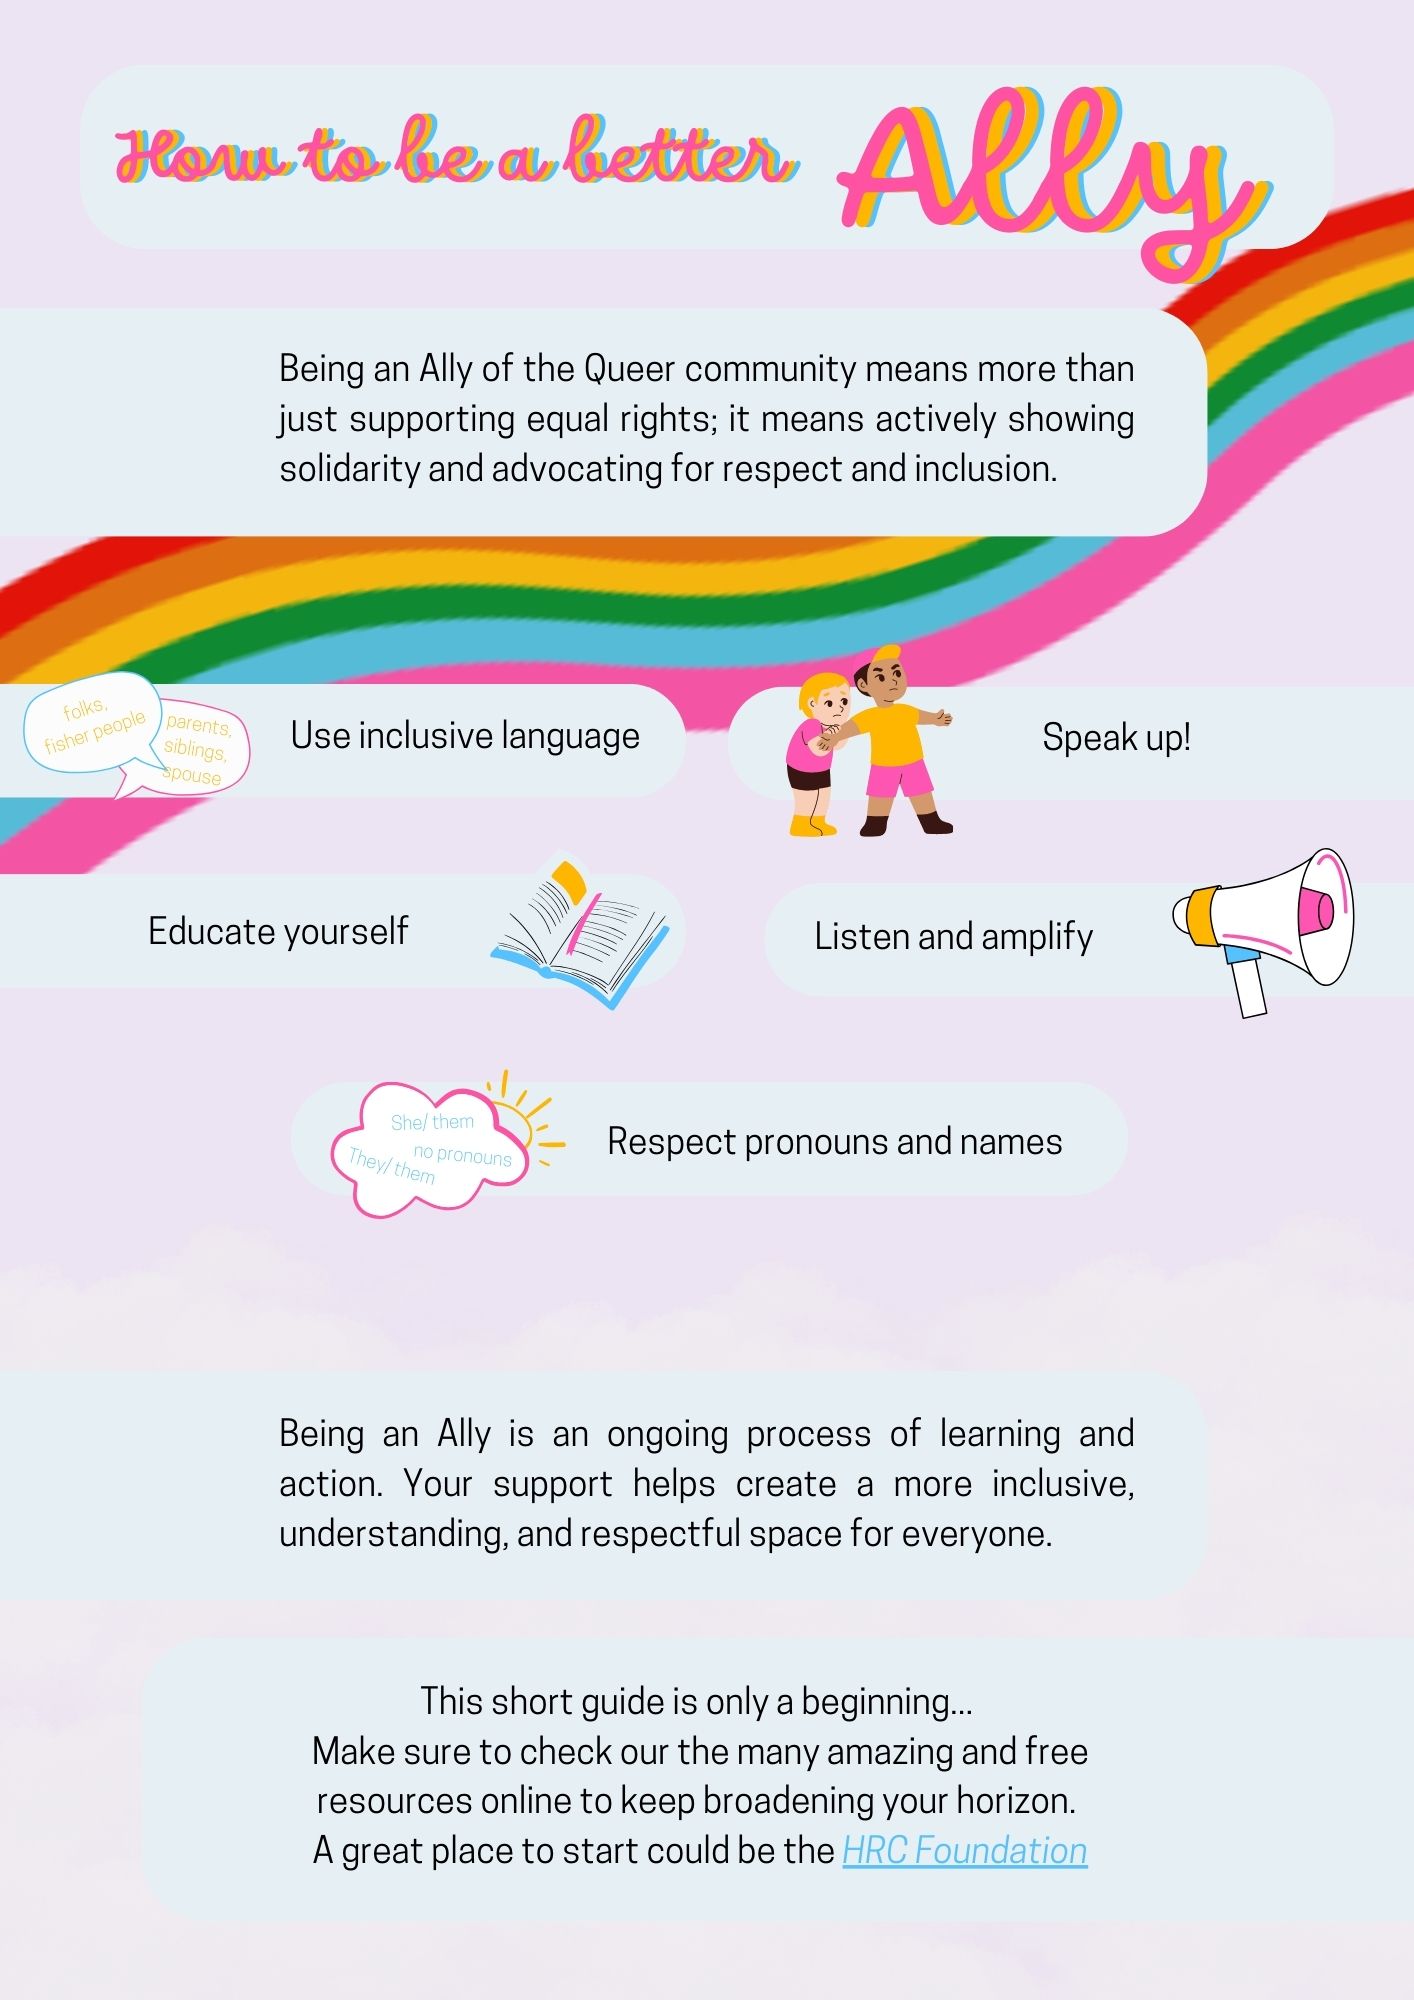 How to be a better Ally
Being an Ally of the Queer community means more than
just supporting equal rights; it means actively showing
solidarity and advocating for respect and inclusion.
folks,
fisher people
parents,
siblings,
spouse
Use inclusive language
Speak up!
Educate yourself
Listen and amplify
She/ them
no pronouns
They/ them
Respect pronouns and names
Being an Ally is an ongoing process of learning and
action. Your support helps create a more inclusive,
understanding, and respectful space for everyone.
This short guide is only a beginning...
Make sure to check our the many amazing and free
resources online to keep broadening your horizon.
A great place to start could be the HRC Foundation